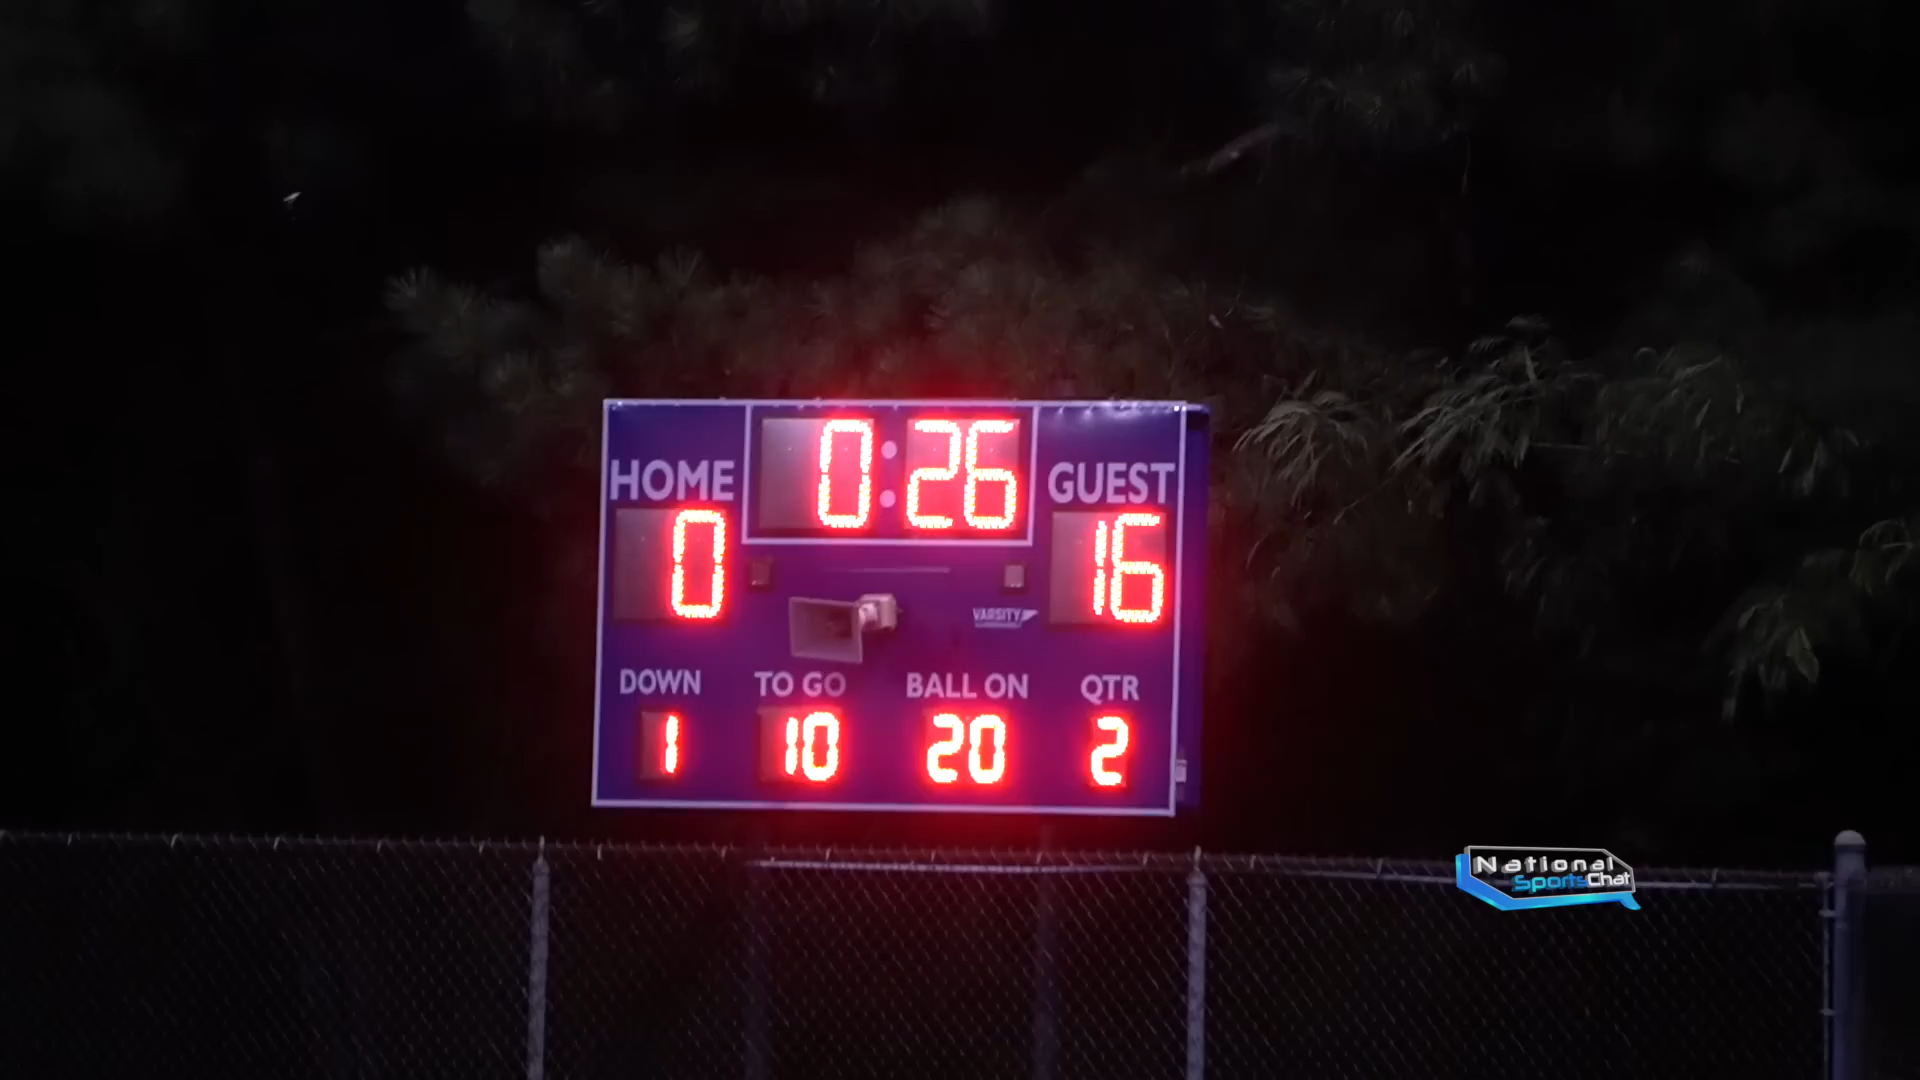 0:26
HOME GUEST
0 16
VARSITY
DOWN TO GO BALL ON QTR
1 10 20 2
National
SportsChat